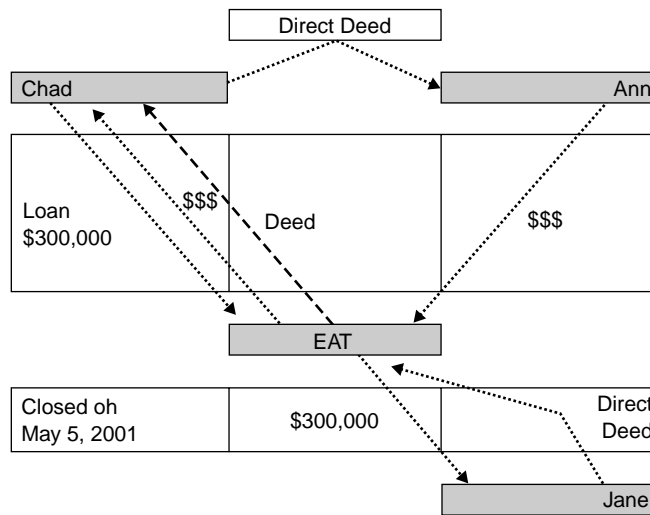 Direct Deed
Chad
Ann
Loan
$300,000
$$$
Deed
$$$
EAT
Closed oh
May 5, 2001
$300,000
Direct
Deed
Jane